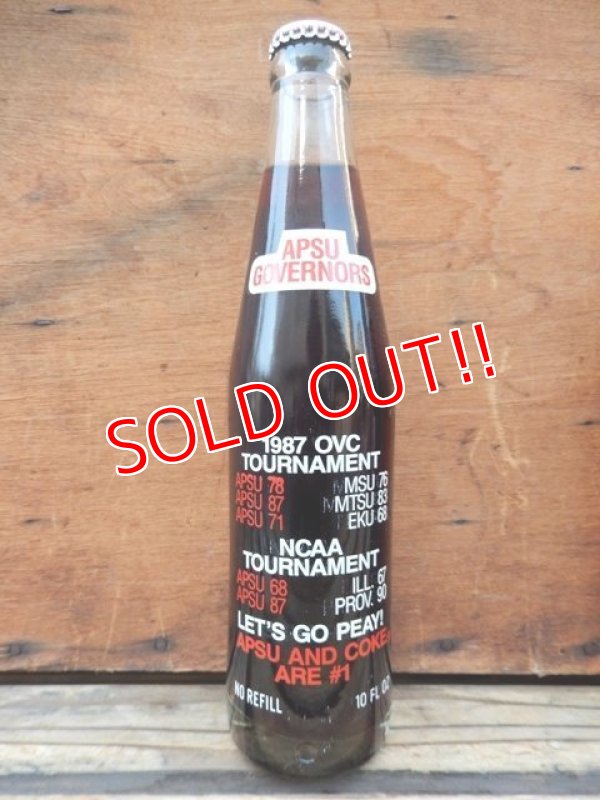 APSU
GOVERNORS
SOLD OUT!!
1987 OVC
TOURNAMENT
APSU 78 MSU 76
APSU 87 MTSU 83
APSU 71 EKU 68
NCAA
TOURNAMENT
APSU 68 ILL. 67
APSU 87 PROV. 90
LET'S GO PEAY!
APSU AND COKE
ARE #1
NO REFILL 10 FL OZ